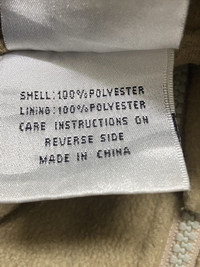 SHELL:100%POLYESTER
LINING:100%POLYESTER
CARE INSTRUCTIONS ON
REVERSE SIDE
MADE IN CHINA